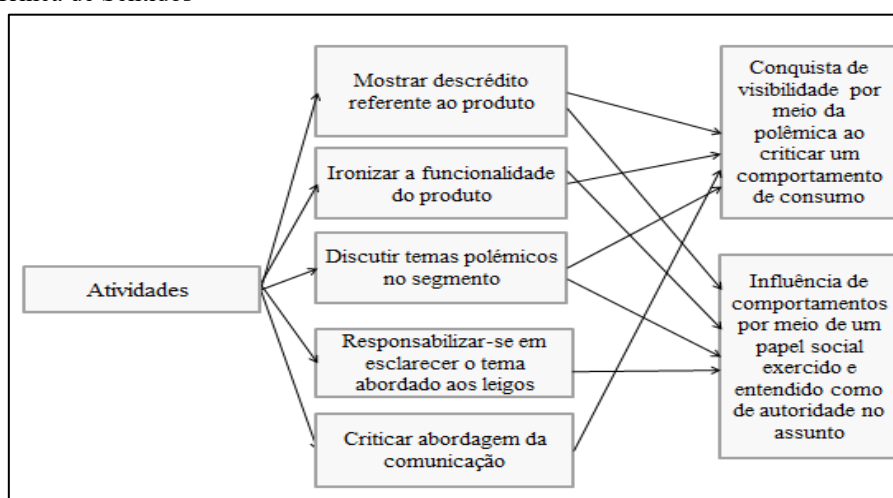 Mostrar descrédito
referente ao produto
Ironizar a funcionalidade
do produto
Discutir temas polêmicos
no segmento
Atividades
Responsabilizar-se em
esclarecer o tema
abordado aos leigos
Criticar abordagem da
comunicação
Conquista de
visibilidade por
meio da
polêmica ao
criticar um
comportamento
de consumo
Influência de
comportamentos
por meio de um
papel social
exercido e
entendido como
de autoridade no
assunto